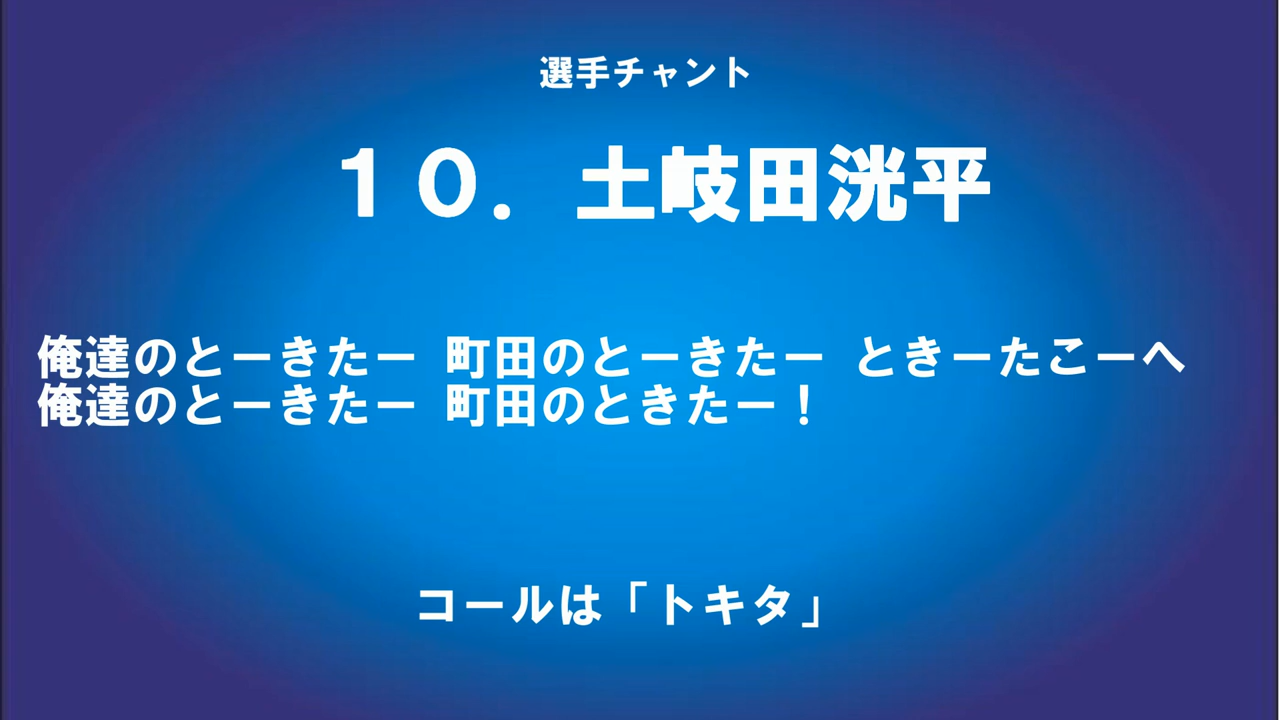 選手チャント
１０．土岐田洸平
俺達のとーきたー 町田のとーきたー ときーたこーへ
俺達のとーきたー 町田のときたー！
コールは「トキタ」